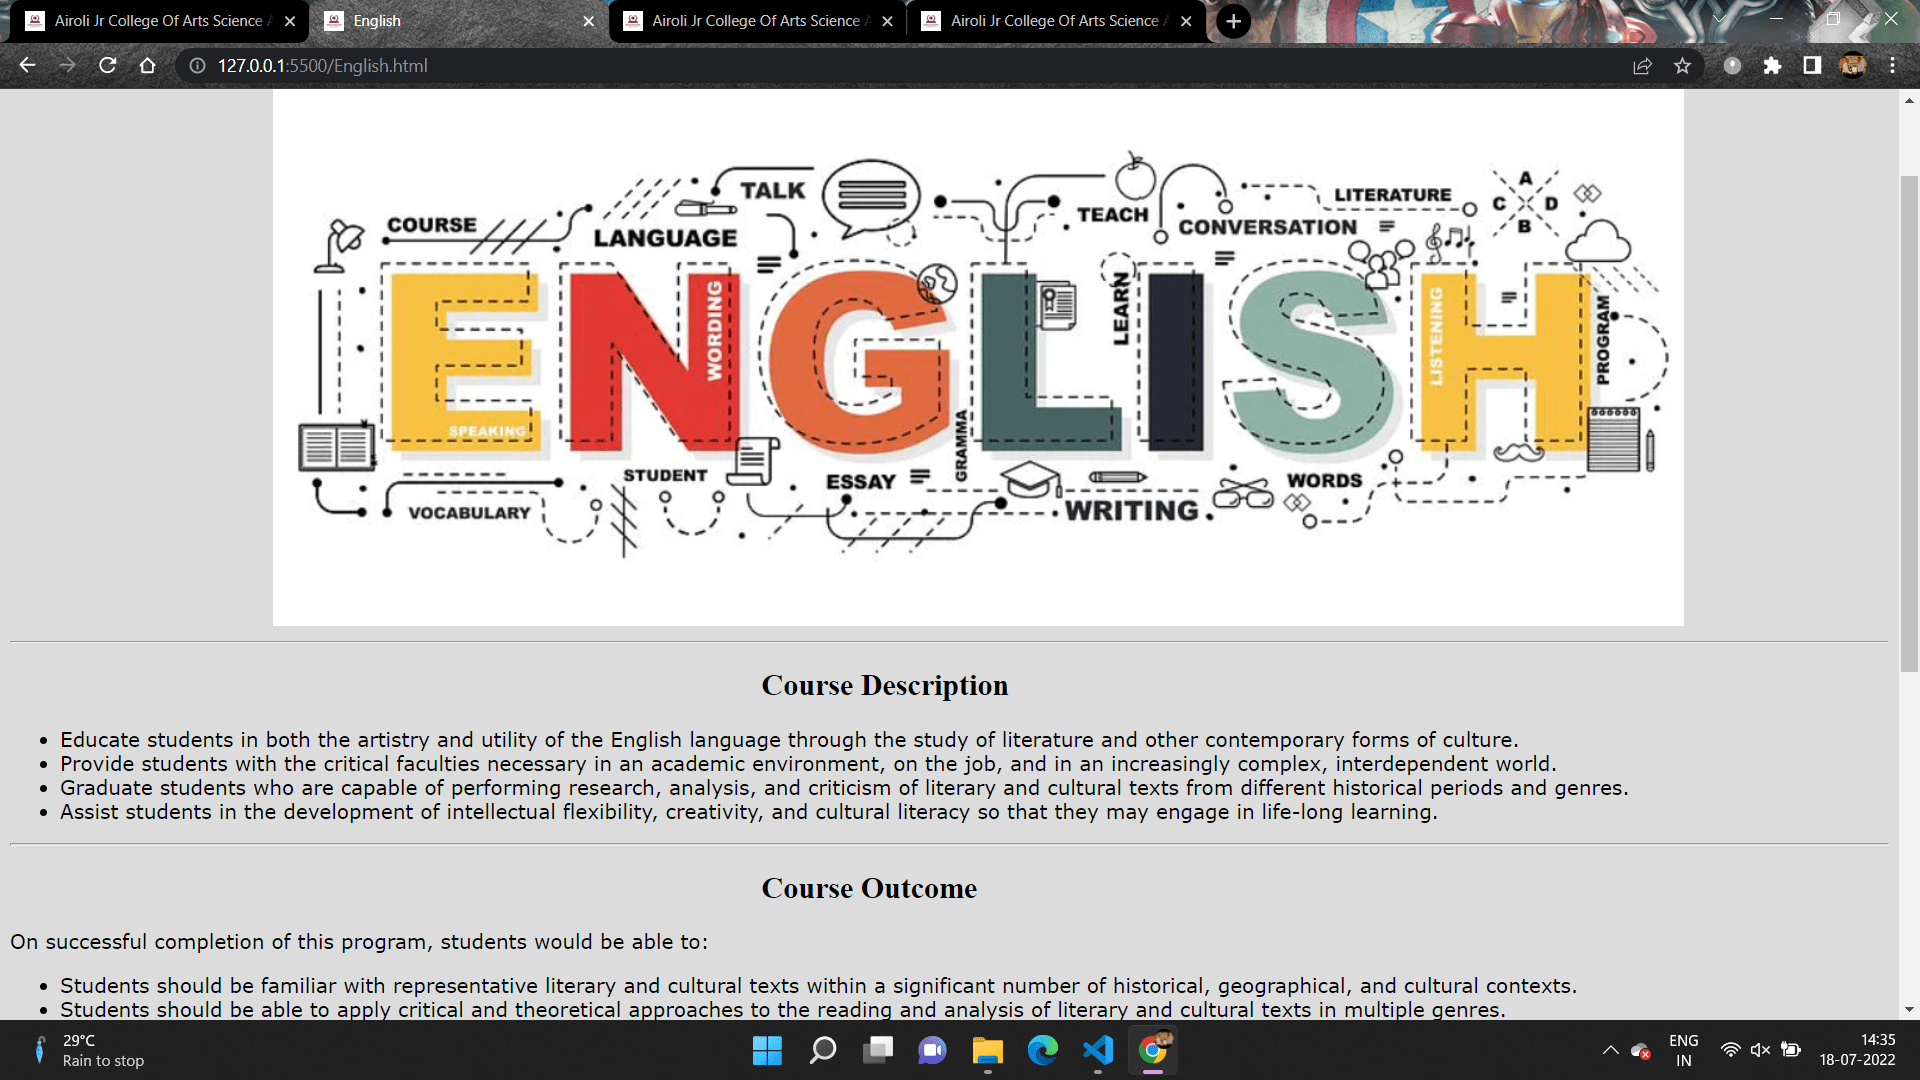 Airoli Jr College Of Arts Science A
English
Airoli Jr College Of Arts Science A
Airoli Jr College Of Arts Science A
127.0.0.1:5500/English.html
TALK
LITERATURE
A
C D
B
COURSE
LANGUAGE
TEACH
CONVERSATION
ENGLISH
WORDING
LEARN
LISTENING
PROGRAM
SPEAKING
GRAMMA
STUDENT
ESSAY
WORDS
VOCABULARY
WRITING
Course Description
• Educate students in both the artistry and utility of the English language through the study of literature and other contemporary forms of culture.
• Provide students with the critical faculties necessary in an academic environment, on the job, and in an increasingly complex, interdependent world.
• Graduate students who are capable of performing research, analysis, and criticism of literary and cultural texts from different historical periods and genres.
• Assist students in the development of intellectual flexibility, creativity, and cultural literacy so that they may engage in life-long learning.
Course Outcome
On successful completion of this program, students would be able to:
• Students should be familiar with representative literary and cultural texts within a significant number of historical, geographical, and cultural contexts.
• Students should be able to apply critical and theoretical approaches to the reading and analysis of literary and cultural texts in multiple genres.
29°C
Rain to stop
ENG
IN
14:35
18-07-2022